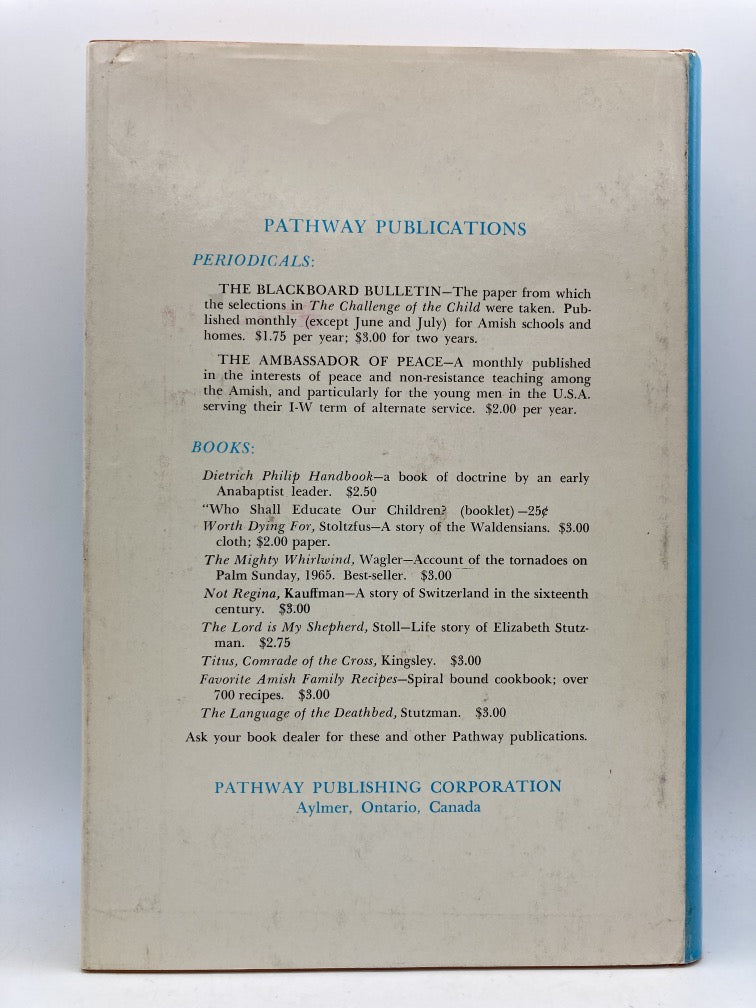 PATHWAY PUBLICATIONS
PERIODICALS:
THE BLACKBOARD BULLETIN—The paper from which
the selections in The Challenge of the Child were taken. Pub-
lished monthly (except June and July) for Amish schools and
homes. $1.75 per year; $3.00 for two years.
THE AMBASSADOR OF PEACE—A monthly published
in the interests of peace and non-resistance teaching among
the Amish, and particularly for the young men in the U.S.A.
serving their I-W term of alternate service. $2.00 per year.
BOOKS:
Dietrich Philip Handbook—a book of doctrine by an early
Anabaptist leader. $2.50
"Who Shall Educate Our Children? (booklet)—25¢
Worth Dying For, Stoltzfus—A story of the Waldensians. $3.00
cloth; $2.00 paper.
The Mighty Whirlwind, Wagler—Account of the tornadoes on
Palm Sunday, 1965. Best-seller. $3.00
Not Regina, Kauffman—A story of Switzerland in the sixteenth
century. $3.00
The Lord is My Shepherd, Stoll—Life story of Elizabeth Stutz-
man. $2.75
Titus, Comrade of the Cross, Kingsley. $3.00
Favorite Amish Family Recipes—Spiral bound cookbook; over
700 recipes. $3.00
The Language of the Deathbed, Stutzman. $3.00
Ask your book dealer for these and other Pathway publications.
PATHWAY PUBLISHING CORPORATION
Aylmer, Ontario, Canada